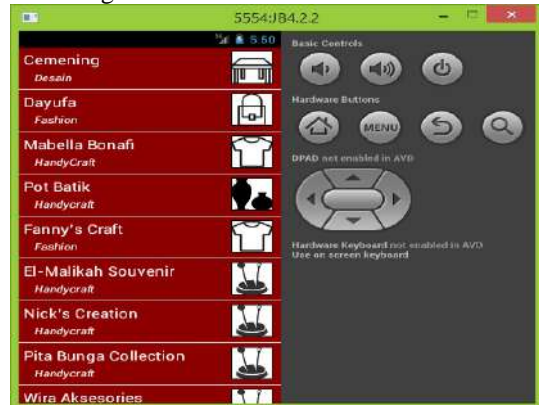 5554:JB4.2.2
5:50
Cemening
Desain
Dayufa
Fashion
Mabella Bonafi
HandyCraft
Pot Batik
Handycraft
Fanny's Craft
Fashion
El-Malikah Souvenir
Handycraft
Nick's Creation
Handycraft
Pita Bunga Collection
Handycraft
Wira Aksesories
Basic Controls
Hardware Buttons
MENU
DPAD not enabled in AVD
Hardware Keyboard not enabled in AVD
Use on screen keyboard